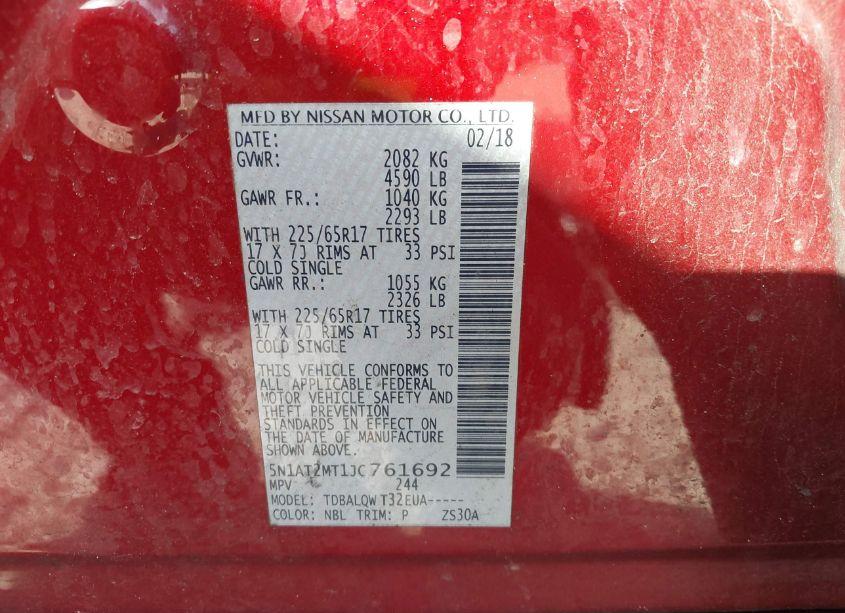 MFD BY NISSAN MOTOR CO., LTD.
DATE: 02/18
GVWR: 2082 KG
4590 LB
GAWR FR.: 1040 KG
2293 LB
WITH 225/65R17 TIRES
17 X 7J RIMS AT 33 PSI
COLD SINGLE
GAWR RR.: 1055 KG
2326 LB
WITH 225/65R17 TIRES
17 X 7J RIMS AT 33 PSI
COLD SINGLE
THIS VEHICLE CONFORMS TO
ALL APPLICABLE FEDERAL
MOTOR VEHICLE SAFETY AND
THEFT PREVENTION
STANDARDS IN EFFECT ON
THE DATE OF MANUFACTURE
SHOWN ABOVE.
5N1AT2MT1JC761692
MPV 244
MODEL: TDBALQWT32EUA-----
COLOR: NBL TRIM: P ZS30A